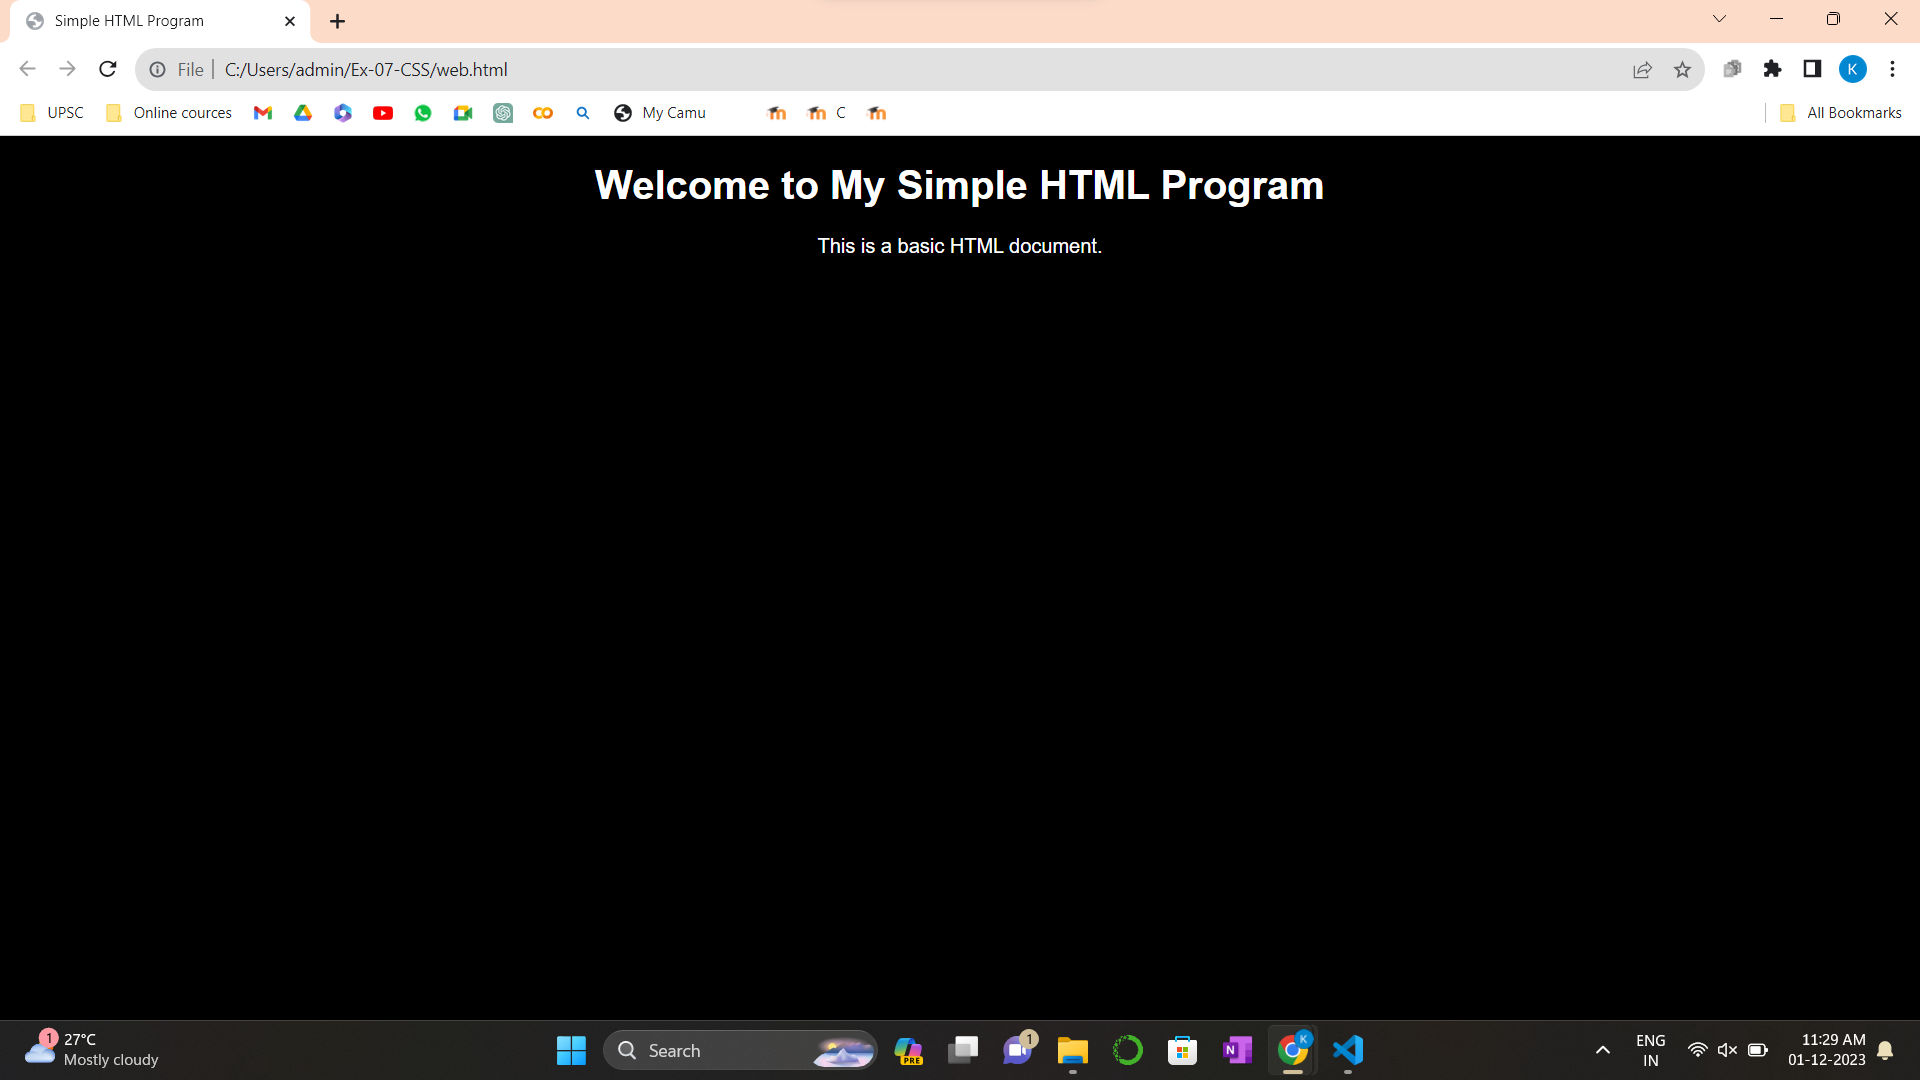 Simple HTML Program
File C:/Users/admin/Ex-07-CSS/web.html
K
UPSC Online cources My Camu C All Bookmarks
Welcome to My Simple HTML Program
This is a basic HTML document.
1 27°C
Mostly cloudy
Search
PRE
1
N
K
ENG
IN
11:29 AM
01-12-2023